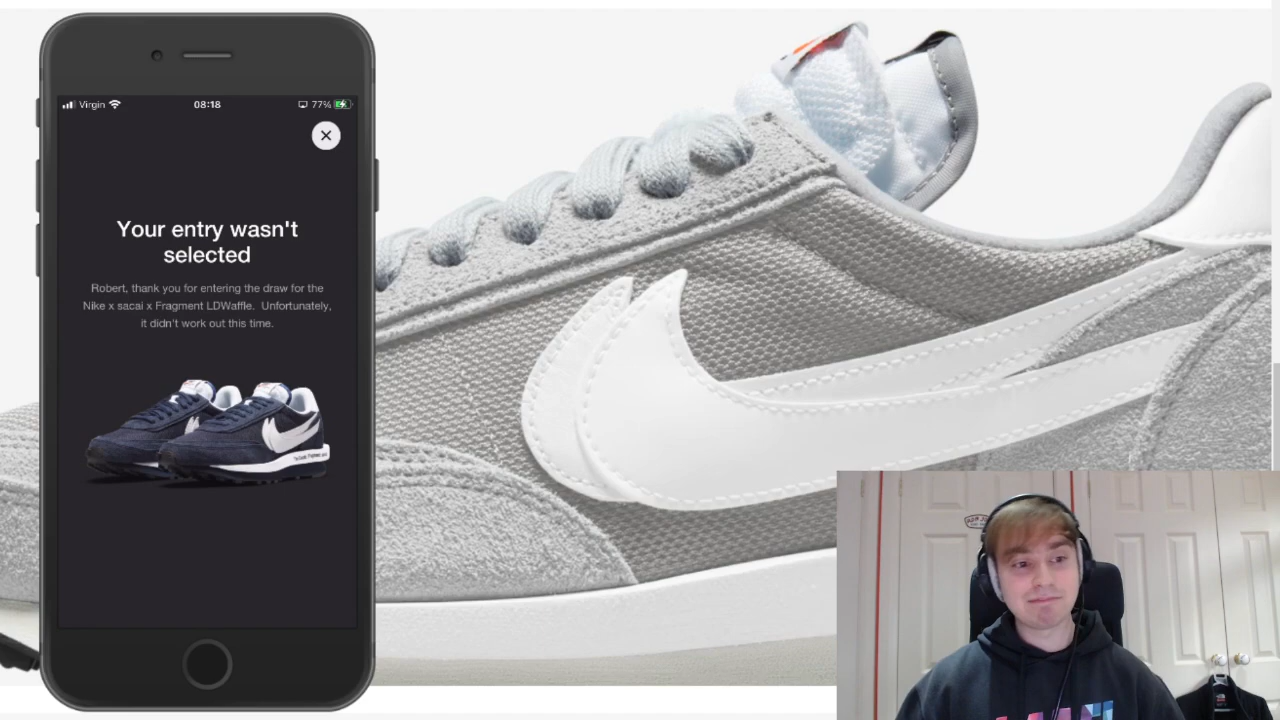 Virgin 08:18 77%
Your entry wasn't
selected
Robert, thank you for entering the draw for the
Nike x sacai x Fragment LDWaffle. Unfortunately,
it didn't work out this time.